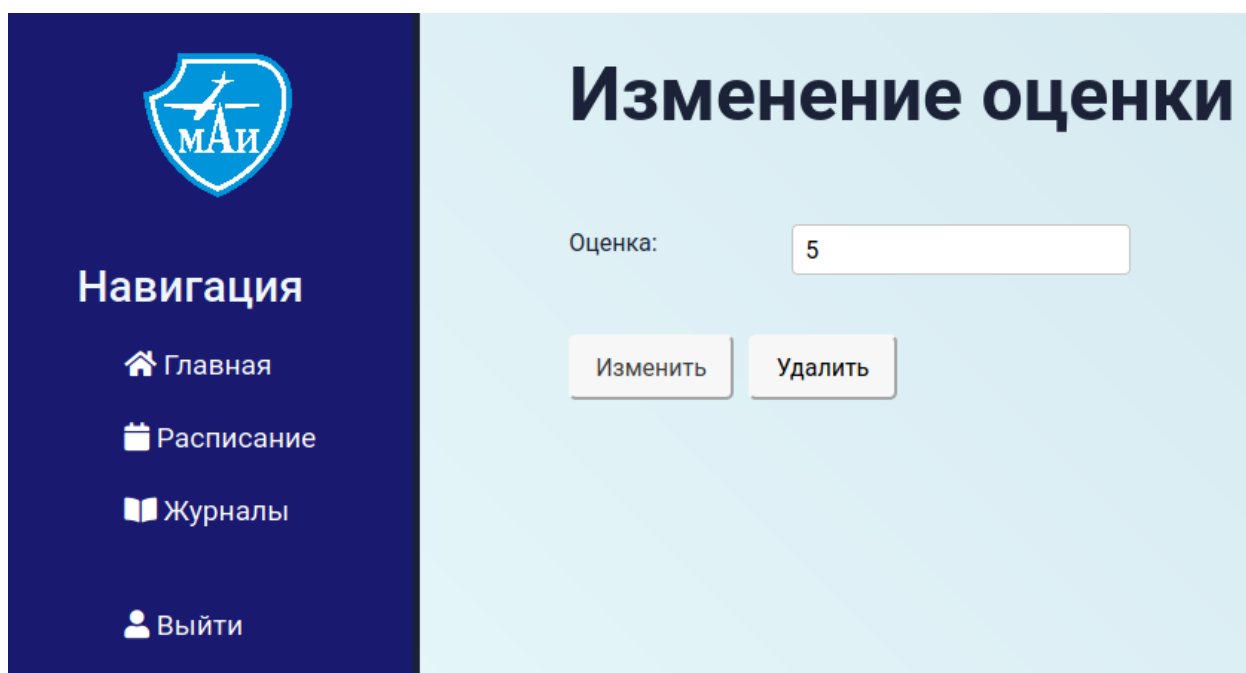 МАИ
Навигация
Главная
Расписание
Журналы
Выйти
Изменение оценки
Оценка: 5
Изменить Удалить